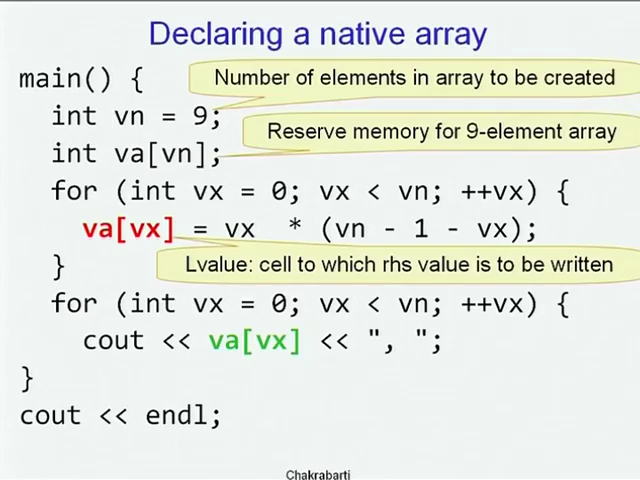 Declaring a native array
main() {
Number of elements in array to be created
int vn = 9;
Reserve memory for 9-element array
int va[vn];
for (int vx = 0; vx < vn; ++vx) {
va[vx] = vx * (vn - 1 - vx);
}
Lvalue: cell to which rhs value is to be written
for (int vx = 0; vx < vn; ++vx) {
cout << va[vx] << ", ";
}
cout << endl;
Chakrabarti